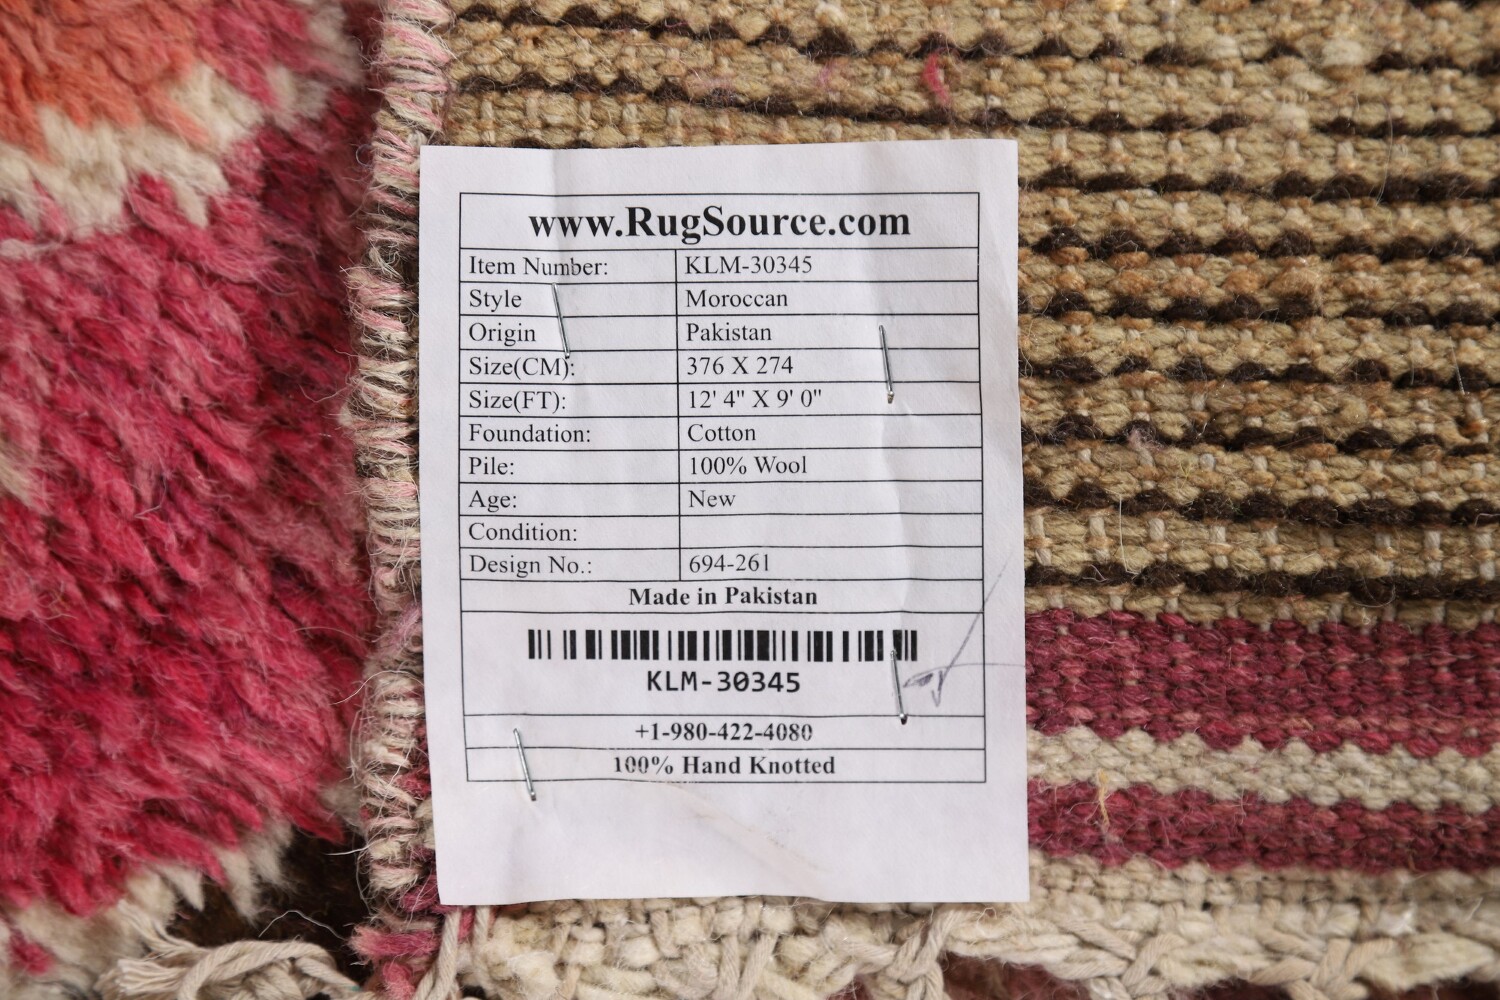 www.RugSource.com
Item Number: KLM-30345
Style Moroccan
Origin Pakistan
Size(CM): 376 X 274
Size(FT): 12' 4" X 9' 0"
Foundation: Cotton
Pile: 100% Wool
Age: New
Condition:
Design No.: 694-261
Made in Pakistan
KLM-30345
+1-980-422-4080
100% Hand Knotted